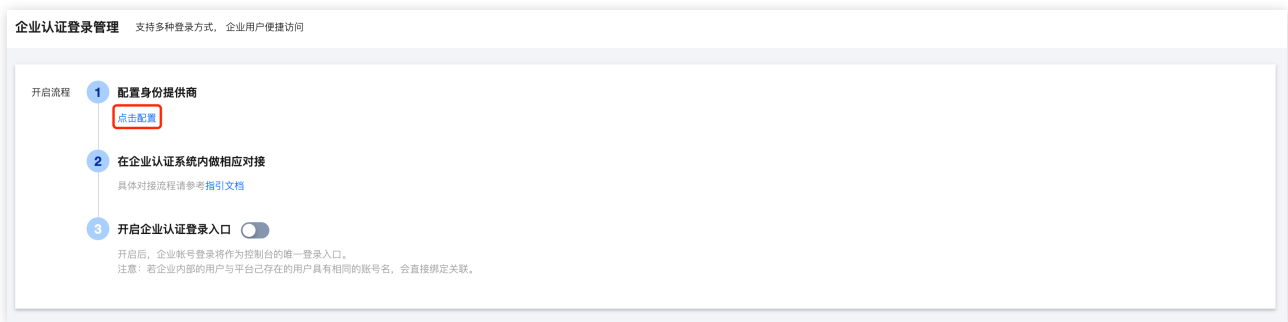 企业认证登录管理 支持多种登录方式， 企业用户便捷访问
开启流程 1 配置身份提供商
点击配置
2 在企业认证系统内做相应对接
具体对接流程请参考指引文档
3 开启企业认证登录入口
开启后，企业帐号登录将作为控制台的唯一登录入口。
注意：若企业内部的用户与平台己存在的用户具有相同的账号名，会直接绑定关联。